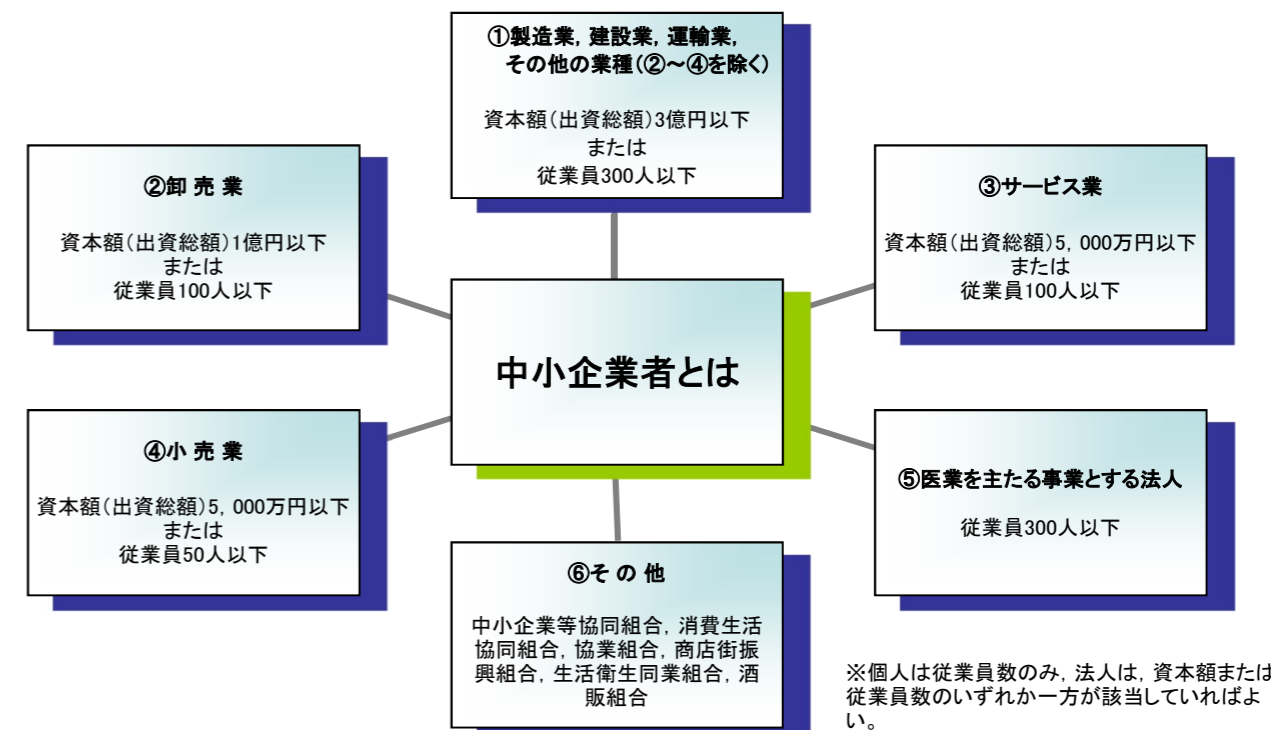 ①製造業，建設業，運輸業，
その他の業種（②～④を除く）
資本額（出資総額）3億円以下
または
従業員300人以下
②卸 売 業
資本額（出資総額）1億円以下
または
従業員100人以下
③サービス業
資本額（出資総額）5，000万円以下
または
従業員100人以下
中小企業者とは
④小 売 業
資本額（出資総額）5，000万円以下
または
従業員50人以下
⑤医業を主たる事業とする法人
従業員300人以下
⑥そ の 他
中小企業等協同組合，消費生活
協同組合，協業組合，商店街振
興組合，生活衛生同業組合，酒
販組合
※個人は従業員数のみ，法人は，資本額または
従業員数のいずれか一方が該当していればよ
い。